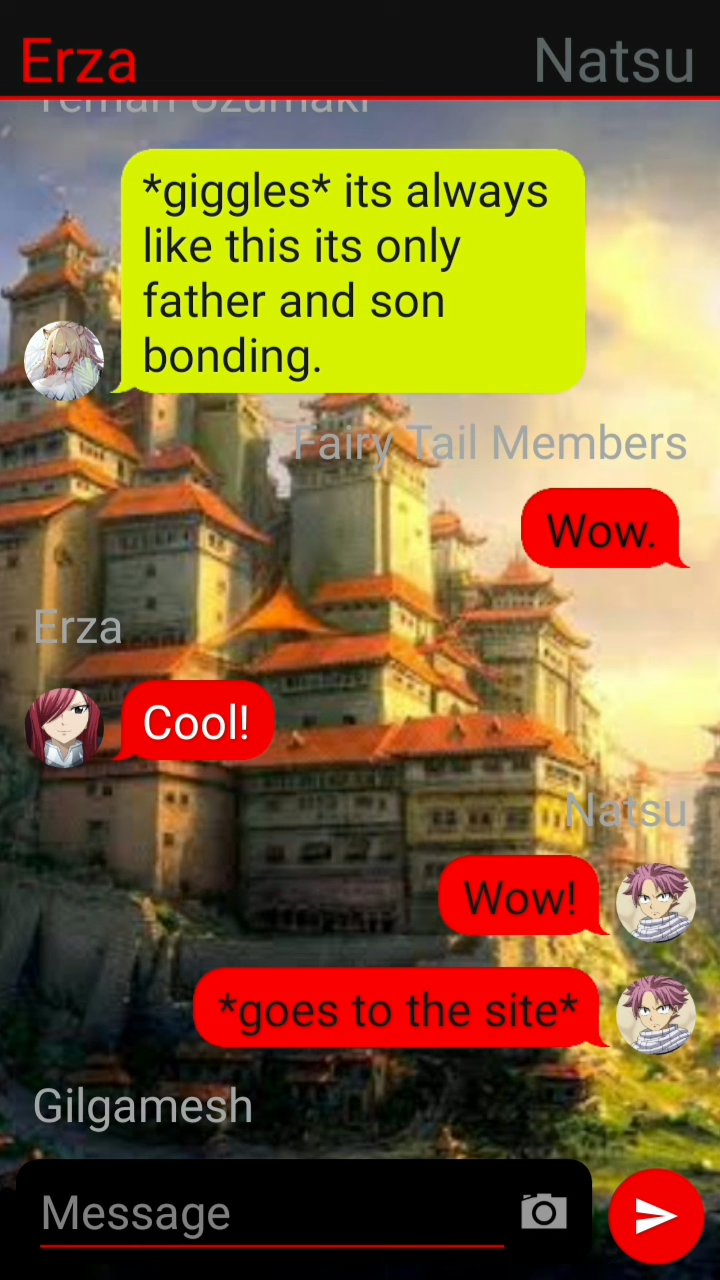 Erza
Natsu
Uzumaki
*giggles* its always
like this its only
father and son
bonding.
Fairy Tail Members
Wow.
Erza
Cool!
Natsu
Wow!
*goes to the site*
Gilgamesh
Message